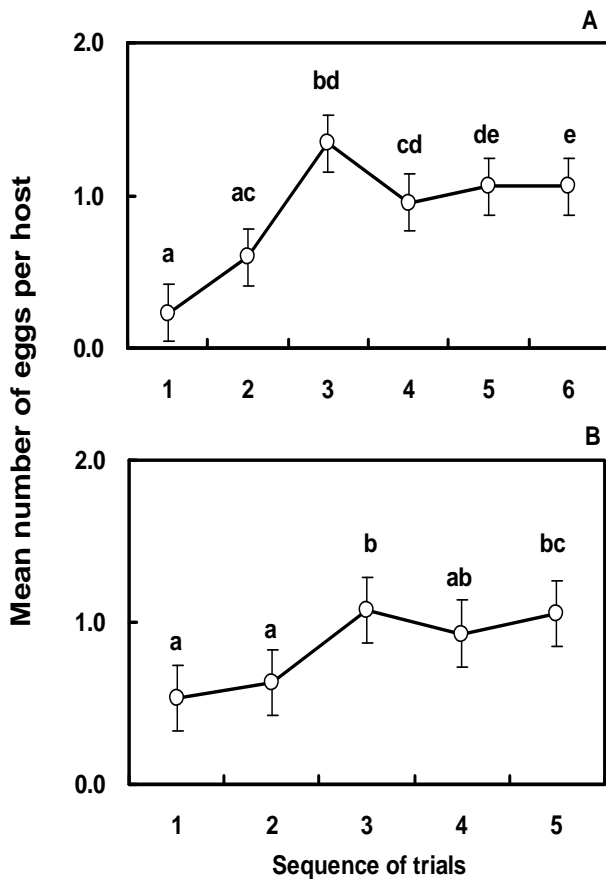 A
2.0
bd
cd
de
e
ac
1.0
a
0.0
1 2 3 4 5 6
Mean number of eggs per host
B
2.0
b
bc
ab
1.0
a
a
0.0
1 2 3 4 5
Sequence of trials